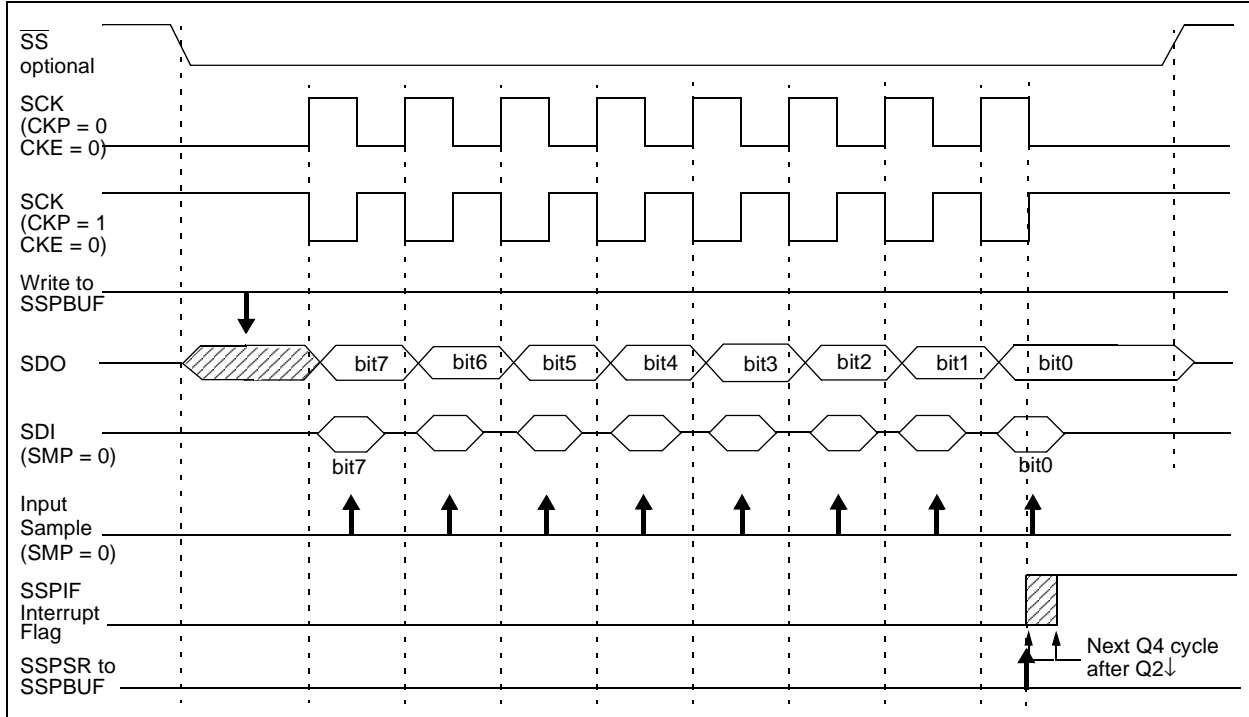 SS
optional
SCK
(CKP = 0
CKE = 0)
SCK
(CKP = 1
CKE = 0)
Write to
SSPBUF
SDO
bit7 bit6 bit5 bit4 bit3 bit2 bit1 bit0
SDI
(SMP = 0)
bit7 bit0
Input
Sample
(SMP = 0)
SSPIF
Interrupt
Flag
Next Q4 cycle
after Q2↓
SSPSR to
SSPBUF